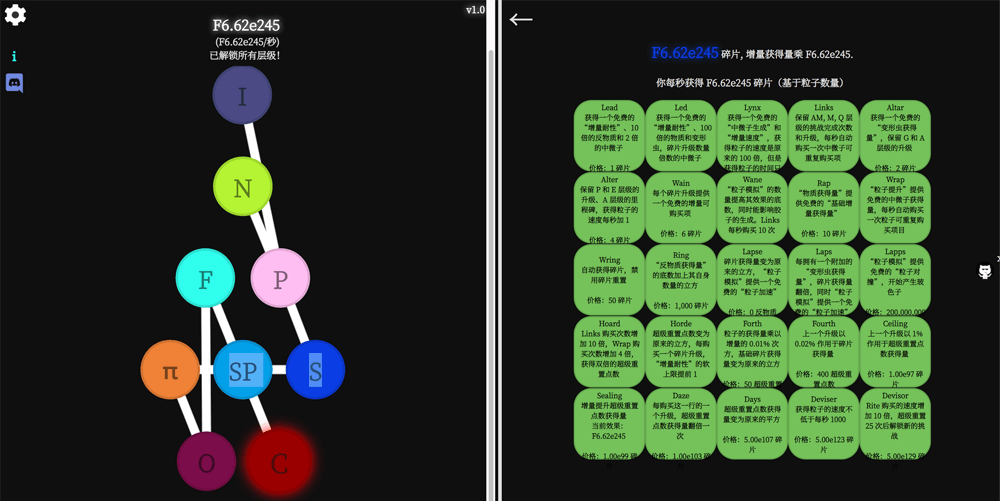 v1.0
F6.62e245
(F6.62e245/秒)
已解锁所有层级!
i
I
N
F
P
π
SP
S
O
C
F6.62e245 碎片, 增量获得量乘 F6.62e245.
你每秒获得 F6.62e245 碎片（基于粒子数量）
Lead
获得一个免费的
“增量耐性”、10
倍的反物质和 2 倍
的中微子
价格：1 碎片
Led
获得一个免费的
“增量耐性”、100
倍的物质和变形
虫，碎片升级数量
倍数的中微子
Lynx
获得一个免费的
“中微子生成”和
“增量速度”，获
得粒子的速度是原
来的 100 倍，但是
获得粒子的时间只
Links
保留 AM, M, Q 层
级的挑战完成次数
和升级，每秒自动
购买一次中微子可
重复购买项
Altar
获得一个免费的
“变形虫获得
量”，保留 G 和 A
层级的升级
价格：2 碎片
Alter
保留 P 和 E 层级的
升级、A 层级的里
程碑，获得粒子的
速度每秒加 1
价格：4 碎片
Wain
每个碎片升级提供
一个免费的增量可
购买项
价格：6 碎片
Wane
“粒子模拟”的数
量提高其效果的底
数，同时能影响胶
子的生成。Links
每秒购买 10 次
Rap
“物质获得量”提
供免费的“基础增
量获得量”
价格：10 碎片
Wrap
“粒子提升”提供
免费的中微子获得
量，每秒自动购买
一次粒子可重复购
买项目
Wring
自动获得碎片，禁
用碎片重置
价格：50 碎片
Ring
“反物质获得量”
的底数加上其自身
数量的立方
价格：1,000 碎片
Lapse
碎片获得量变为原
来的立方，“粒子
模拟”提供一个免
费的“粒子加速”
价格：0 反物质
Laps
每拥有一个附加的
“变形虫获得
量”，碎片获得量
翻倍，同时“粒子
模拟”提供一个免
费的“粒子加速”
Lapps
“粒子模拟”提供
免费的“粒子对
撞”，开始产生玻
色子
价格：200,000,000
Hoard
Links 购买次数增
加 10 倍，Wrap 购
买次数增加 4 倍，
获得双倍的超级重
置点数
Horde
超级重置点数变为
原来的立方，每购
买一个碎片升级，
“增量耐性”的软
上限提前 1
Forth
粒子的获得量乘以
增量的 0.01% 次
方，基础碎片获得
量变为原来的立方
价格：50 超级重置
Fourth
上一个升级以
0.02% 作用于碎片
获得量
价格：400 超级重
置点数
Ceiling
上一个升级以 1%
作用于超级重置点
数获得量
价格：1.00e97 碎
片
Sealing
增量提升超级重置
点数获得量
当前效果:
F6.62e245
价格：1.00e99 碎
Daze
每购买这一行的一
个升级，超级重置
点数获得量翻倍一
次
价格：1.00e103 碎
Days
超级重置点数获得
量变为原来的平方
价格：5.00e107 碎
片
Deviser
获得粒子的速度不
低于每秒 1000
价格：5.00e123 碎
片
Devisor
Rite 购买的速度增
加 10 倍，超级重置
25 次后解锁新的挑
战
价格：5.00e129 碎